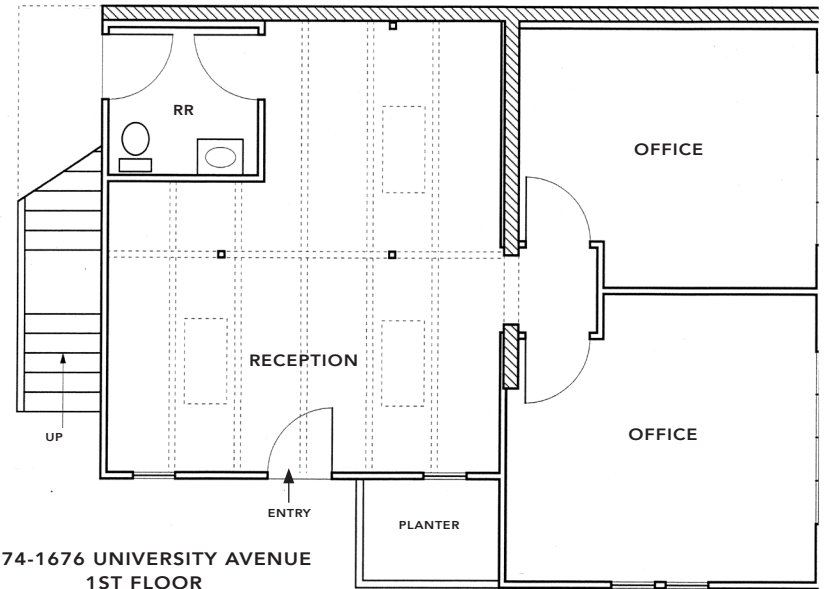 RR
OFFICE
RECEPTION
OFFICE
UP
ENTRY
PLANTER
74-1676 UNIVERSITY AVENUE
1ST FLOOR